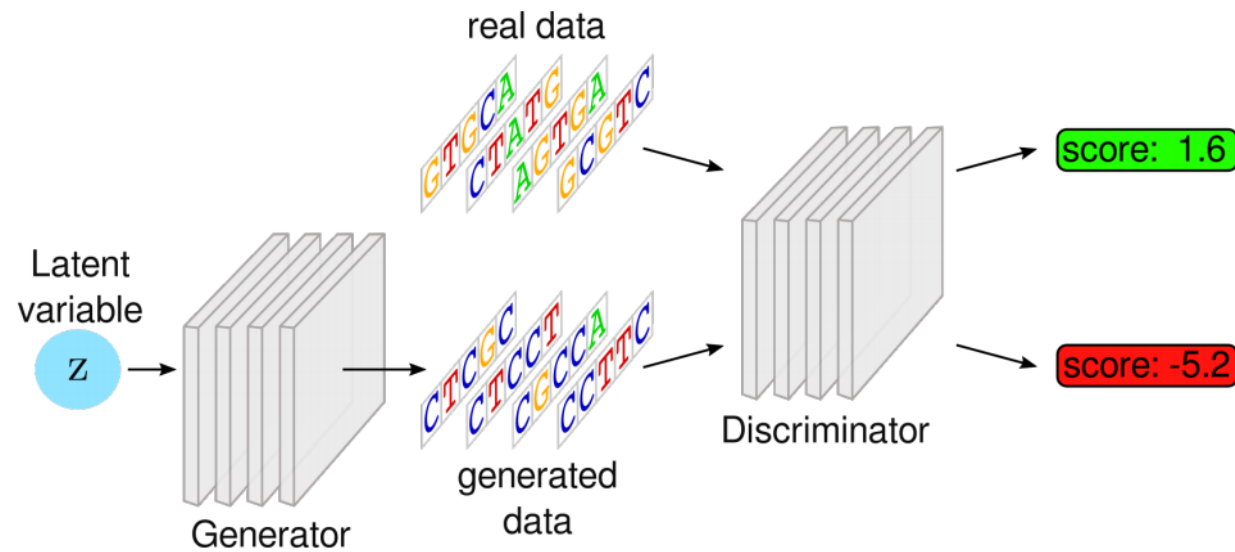 real data
GTGCA
CTATG
AGTGA
GCGTC
score: 1.6
Latent
variable
z
CTCGC
CTCCT
CGCCA
CCTTC
score: -5.2
Discriminator
generated
data
Generator